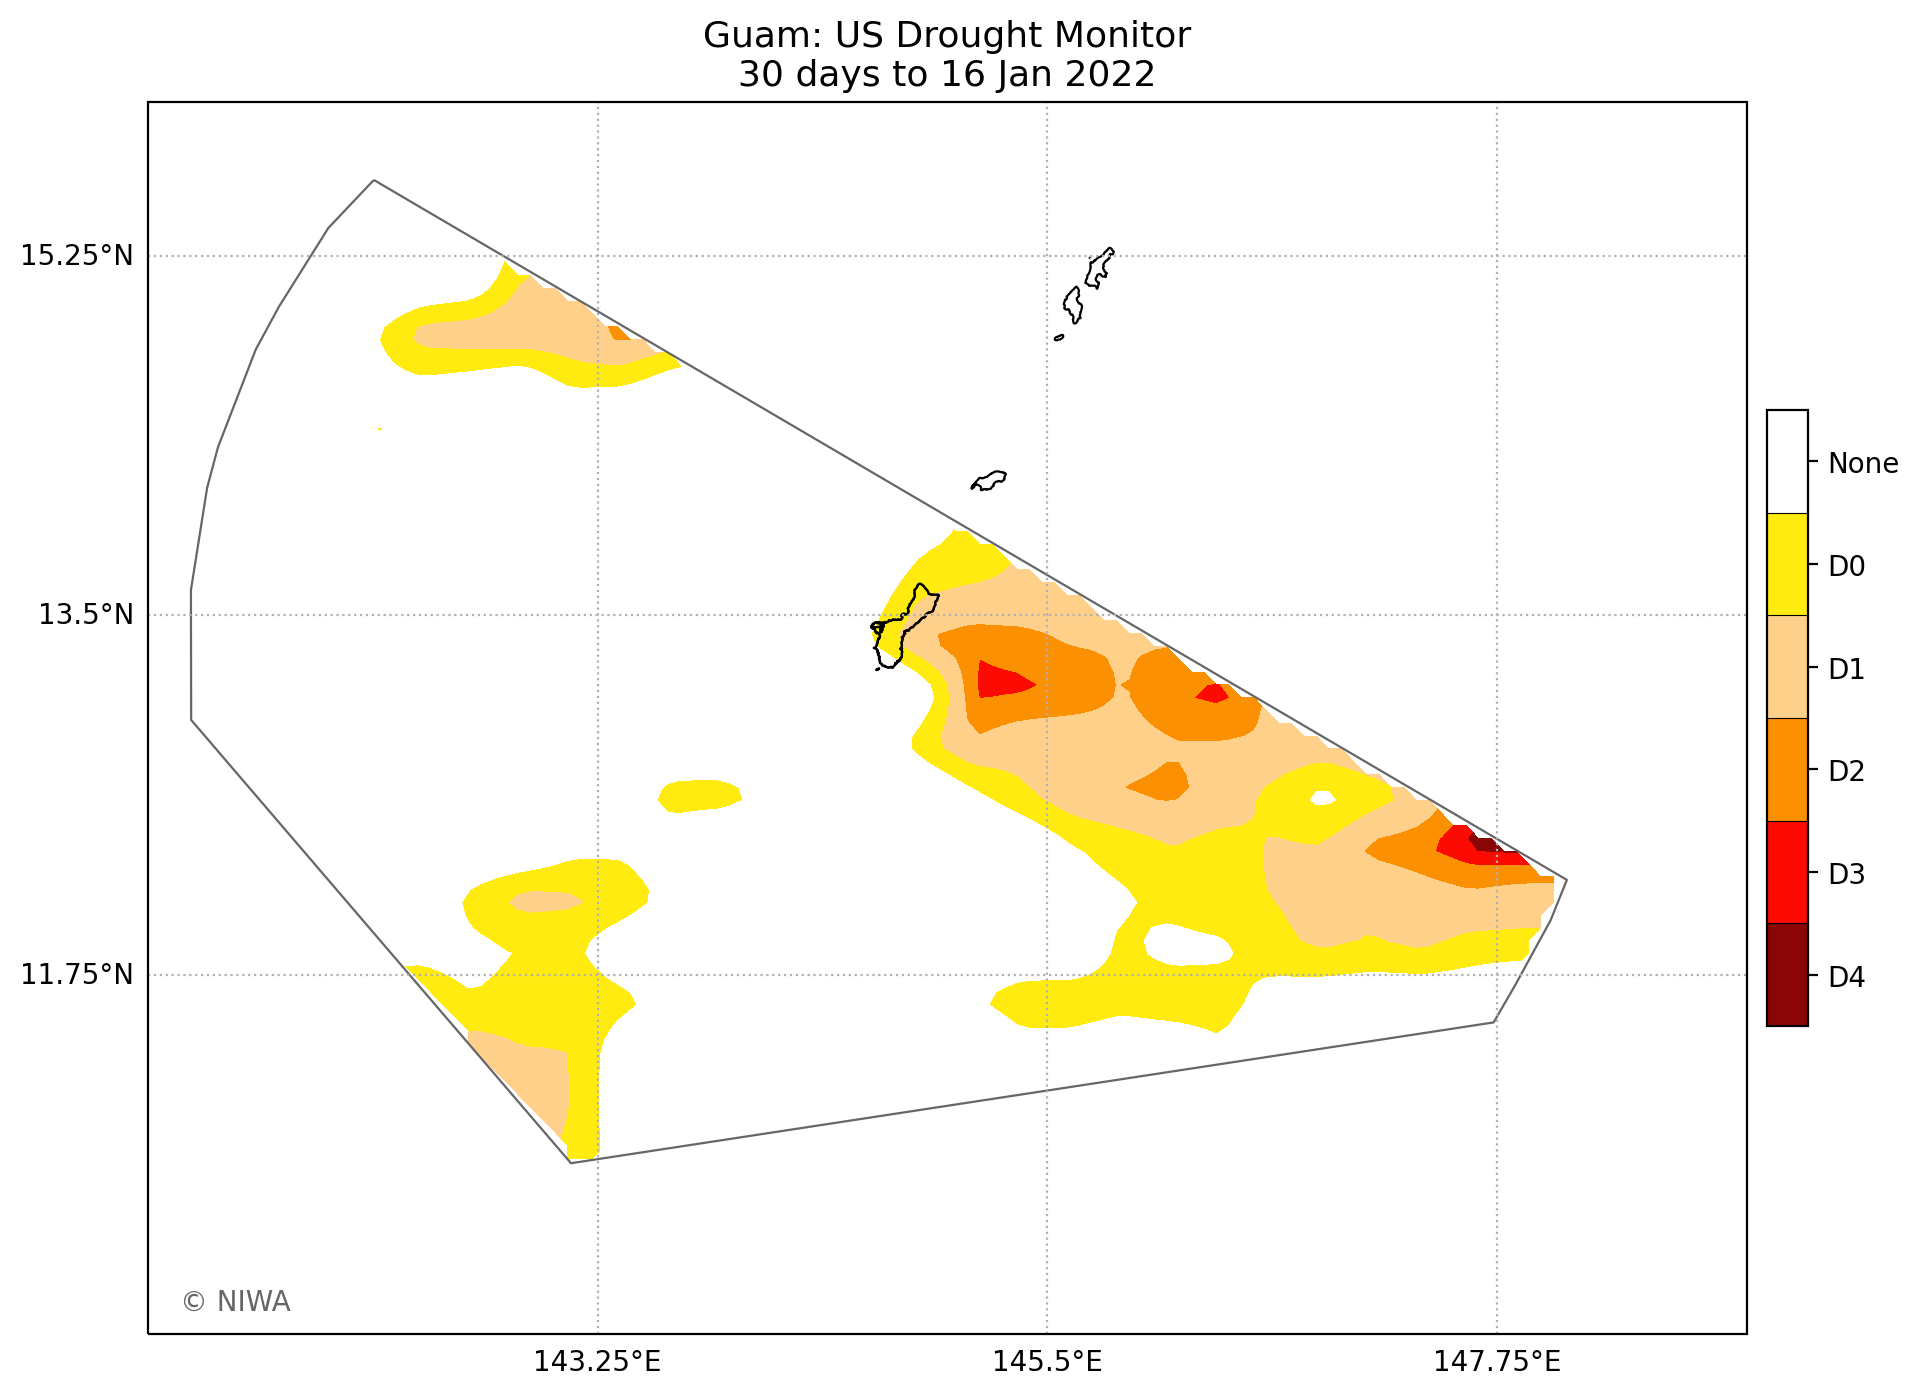 Guam: US Drought Monitor
30 days to 16 Jan 2022
15.25°N
13.5°N
11.75°N
143.25°E
145.5°E
147.75°E
None
D0
D1
D2
D3
D4
© NIWA